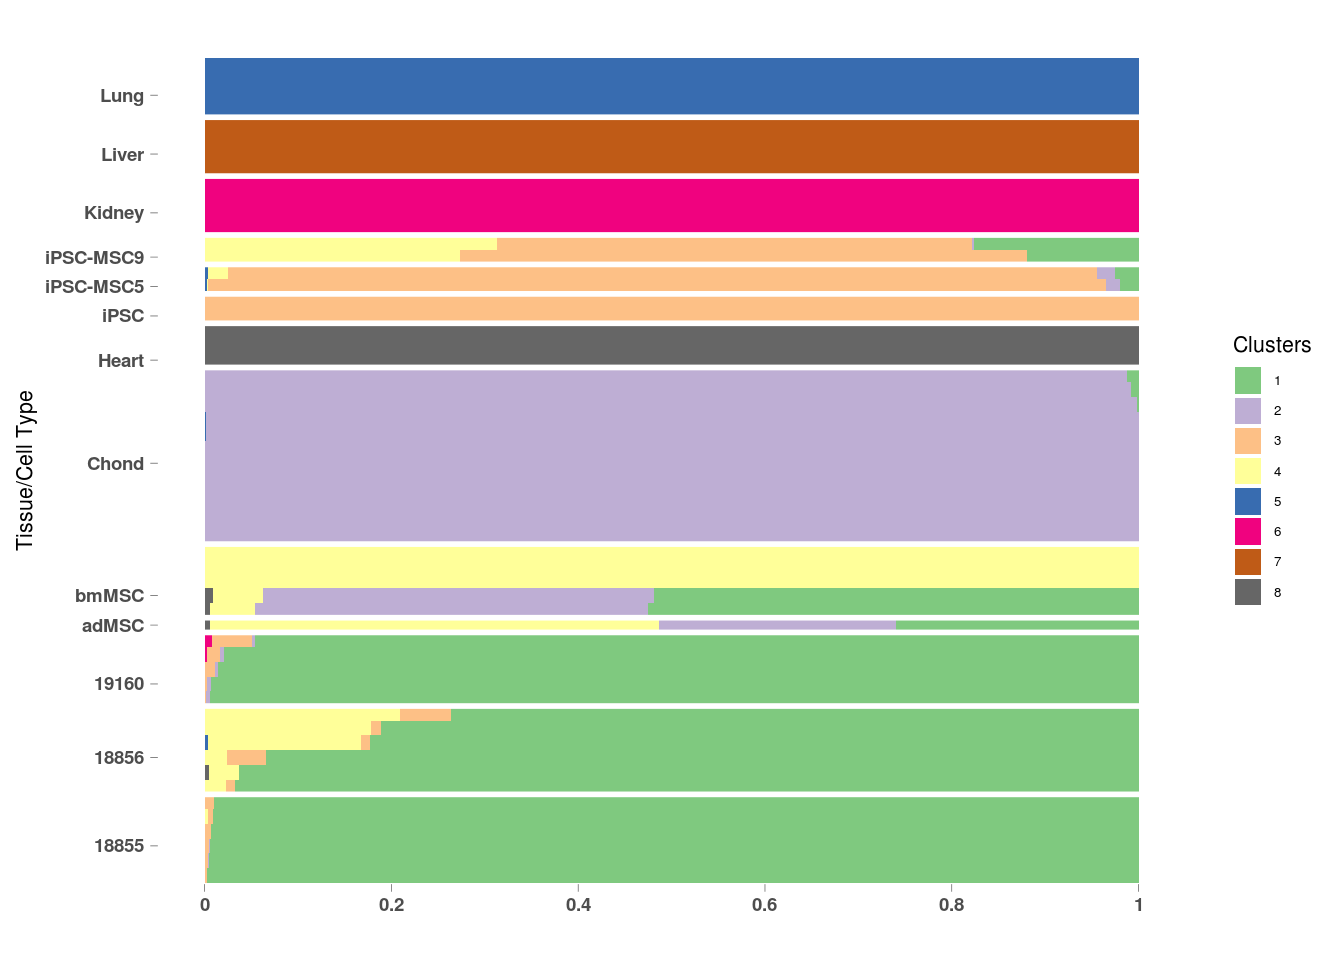 Lung
Liver
Kidney
iPSC-MSC9
iPSC-MSC5
iPSC
Heart
Chond
bmMSC
adMSC
19160
18856
18855
Tissue/Cell Type
0 0.2 0.4 0.6 0.8 1
Clusters
1
2
3
4
5
6
7
8